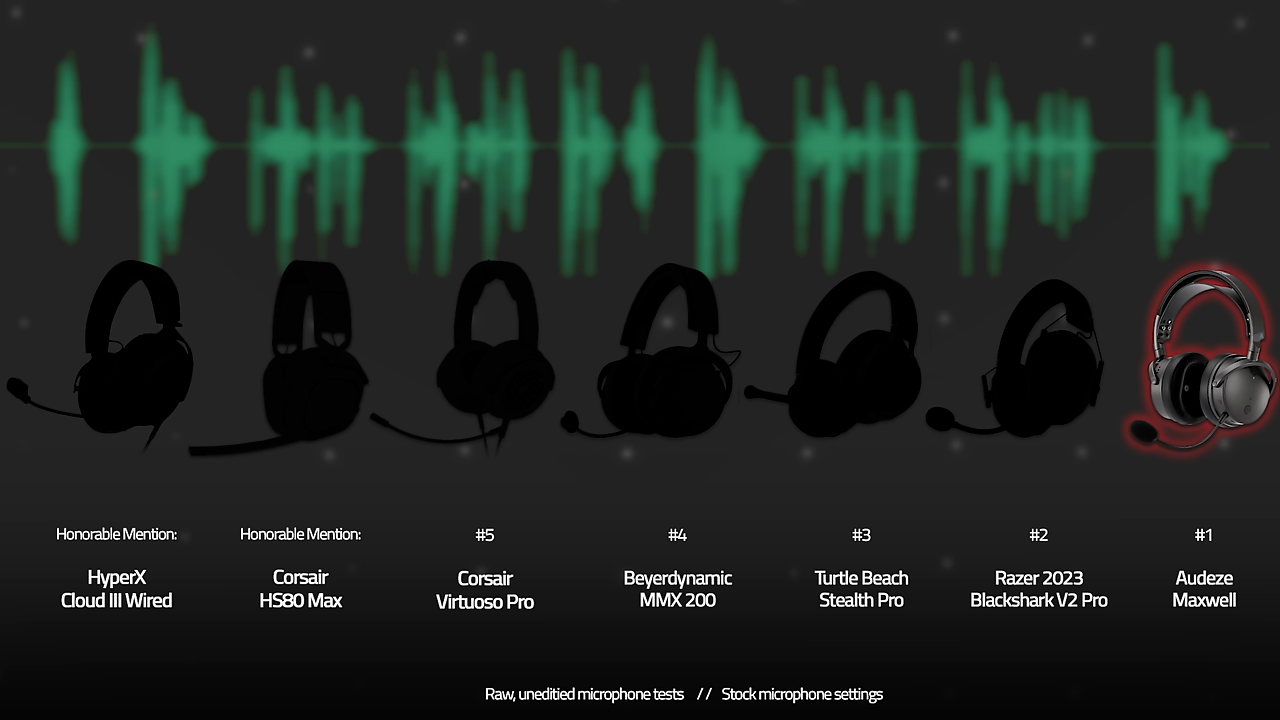 Honorable Mention:
HyperX
Cloud III Wired
Honorable Mention:
Corsair
HS80 Max
#5
Corsair
Virtuoso Pro
#4
Beyerdynamic
MMX 200
#3
Turtle Beach
Stealth Pro
#2
Razer 2023
Blackshark V2 Pro
#1
Audeze
Maxwell
Raw, uneditied microphone tests // Stock microphone settings